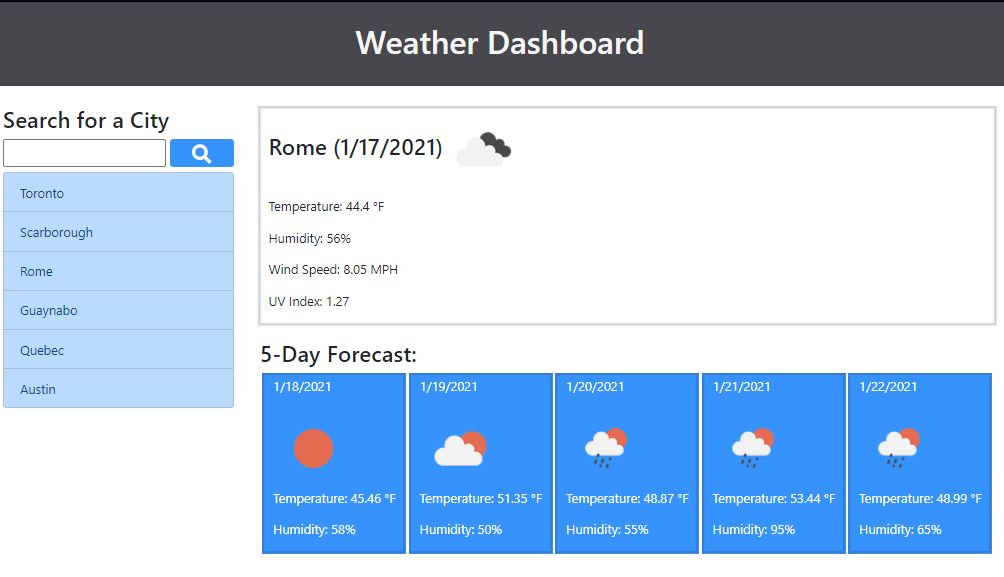 Weather Dashboard
Search for a City
Toronto
Scarborough
Rome
Guaynabo
Quebec
Austin
Rome (1/17/2021)
Temperature: 44.4 °F
Humidity: 56%
Wind Speed: 8.05 MPH
UV Index: 1.27
5-Day Forecast:
1/18/2021
Temperature: 45.46 °F
Humidity: 58%
1/19/2021
Temperature: 51.35 °F
Humidity: 50%
1/20/2021
Temperature: 48.87 °F
Humidity: 55%
1/21/2021
Temperature: 53.44 °F
Humidity: 95%
1/22/2021
Temperature: 48.99 °F
Humidity: 65%